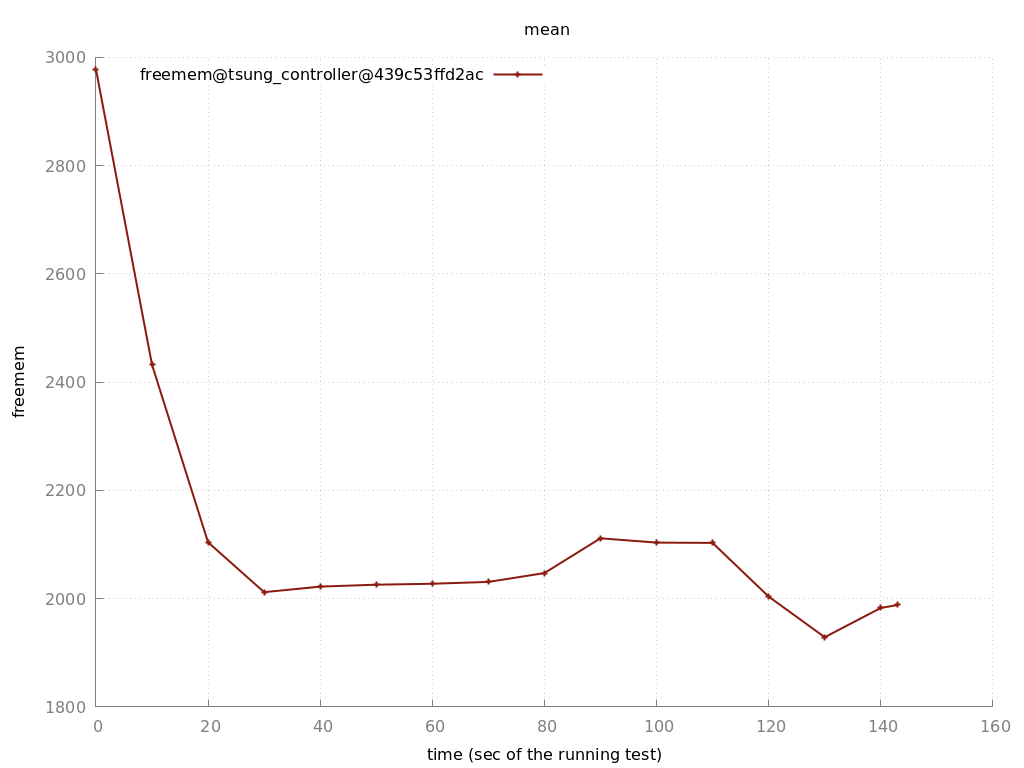 mean
3000
freemem@tsung_controller@439c53ffd2ac
2800
2600
2400
freemem
2200
2000
1800
0 20 40 60 80 100 120 140 160
time (sec of the running test)